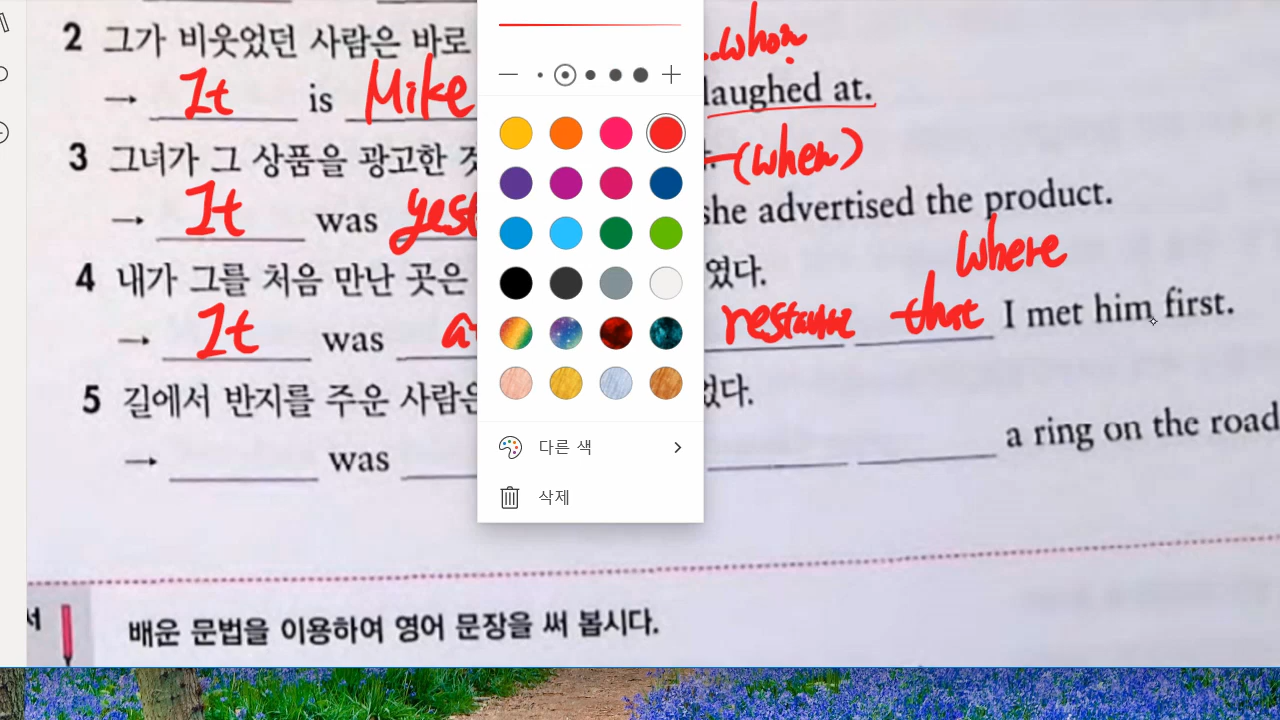 2 그가 비웃었던 사람은 바로
whom
→ It is Mike laughed at.
3 그녀가 그 상품을 광고한
(when)
→ It was she advertised the product.
4 내가 그를 처음 만난 곳은 었다.
where
→ It was that I met him first.
5 길에서 반지를 주운 사람은 었다.
→ was a ring on the road
다른 색
삭제
배운 문법을 이용하여 영어 문장을 써 봅시다.